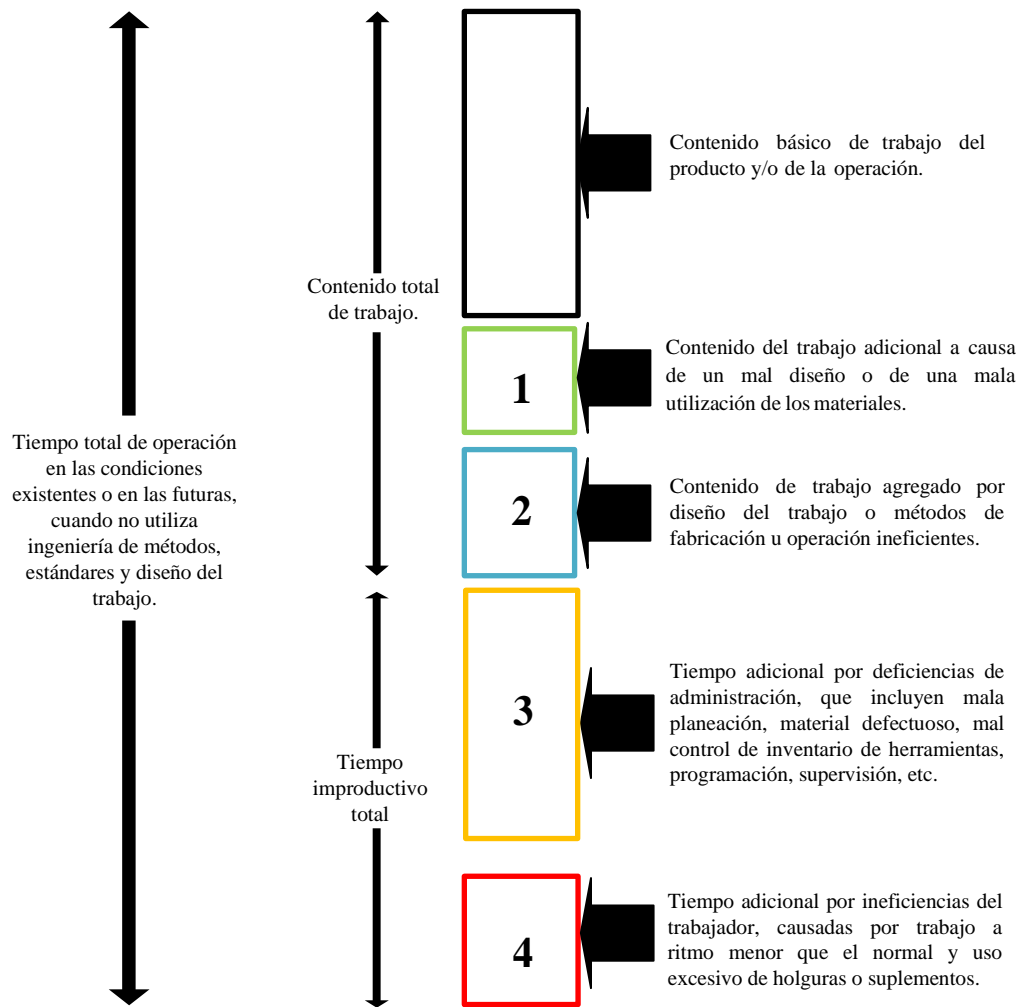 Contenido básico de trabajo del
producto y/o de la operación.
Contenido total
de trabajo.
1
Contenido del trabajo adicional a causa
de un mal diseño o de una mala
utilización de los materiales.
Tiempo total de operación
en las condiciones
existentes o en las futuras,
cuando no utiliza
ingeniería de métodos,
estándares y diseño del
trabajo.
2
Contenido de trabajo agregado por
diseño del trabajo o métodos de
fabricación u operación ineficientes.
3
Tiempo adicional por deficiencias de
administración, que incluyen mala
planeación, material defectuoso, mal
control de inventario de herramientas,
programación, supervisión, etc.
Tiempo
improductivo
total
4
Tiempo adicional por ineficiencias del
trabajador, causadas por trabajo a
ritmo menor que el normal y uso
excesivo de holguras o suplementos.